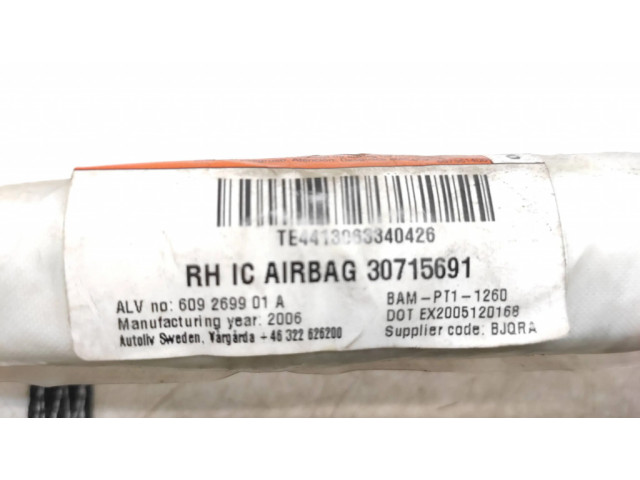 TE4413063340426
RH IC AIRBAG 30715691
ALV no: 609 2699 01 A
BAM-PT1-1260
Manufacturing year: 2006
DOT EX2005120168
Autoliv Sweden, Vårgårda +46 322 626200
Supplier code: BJQRA